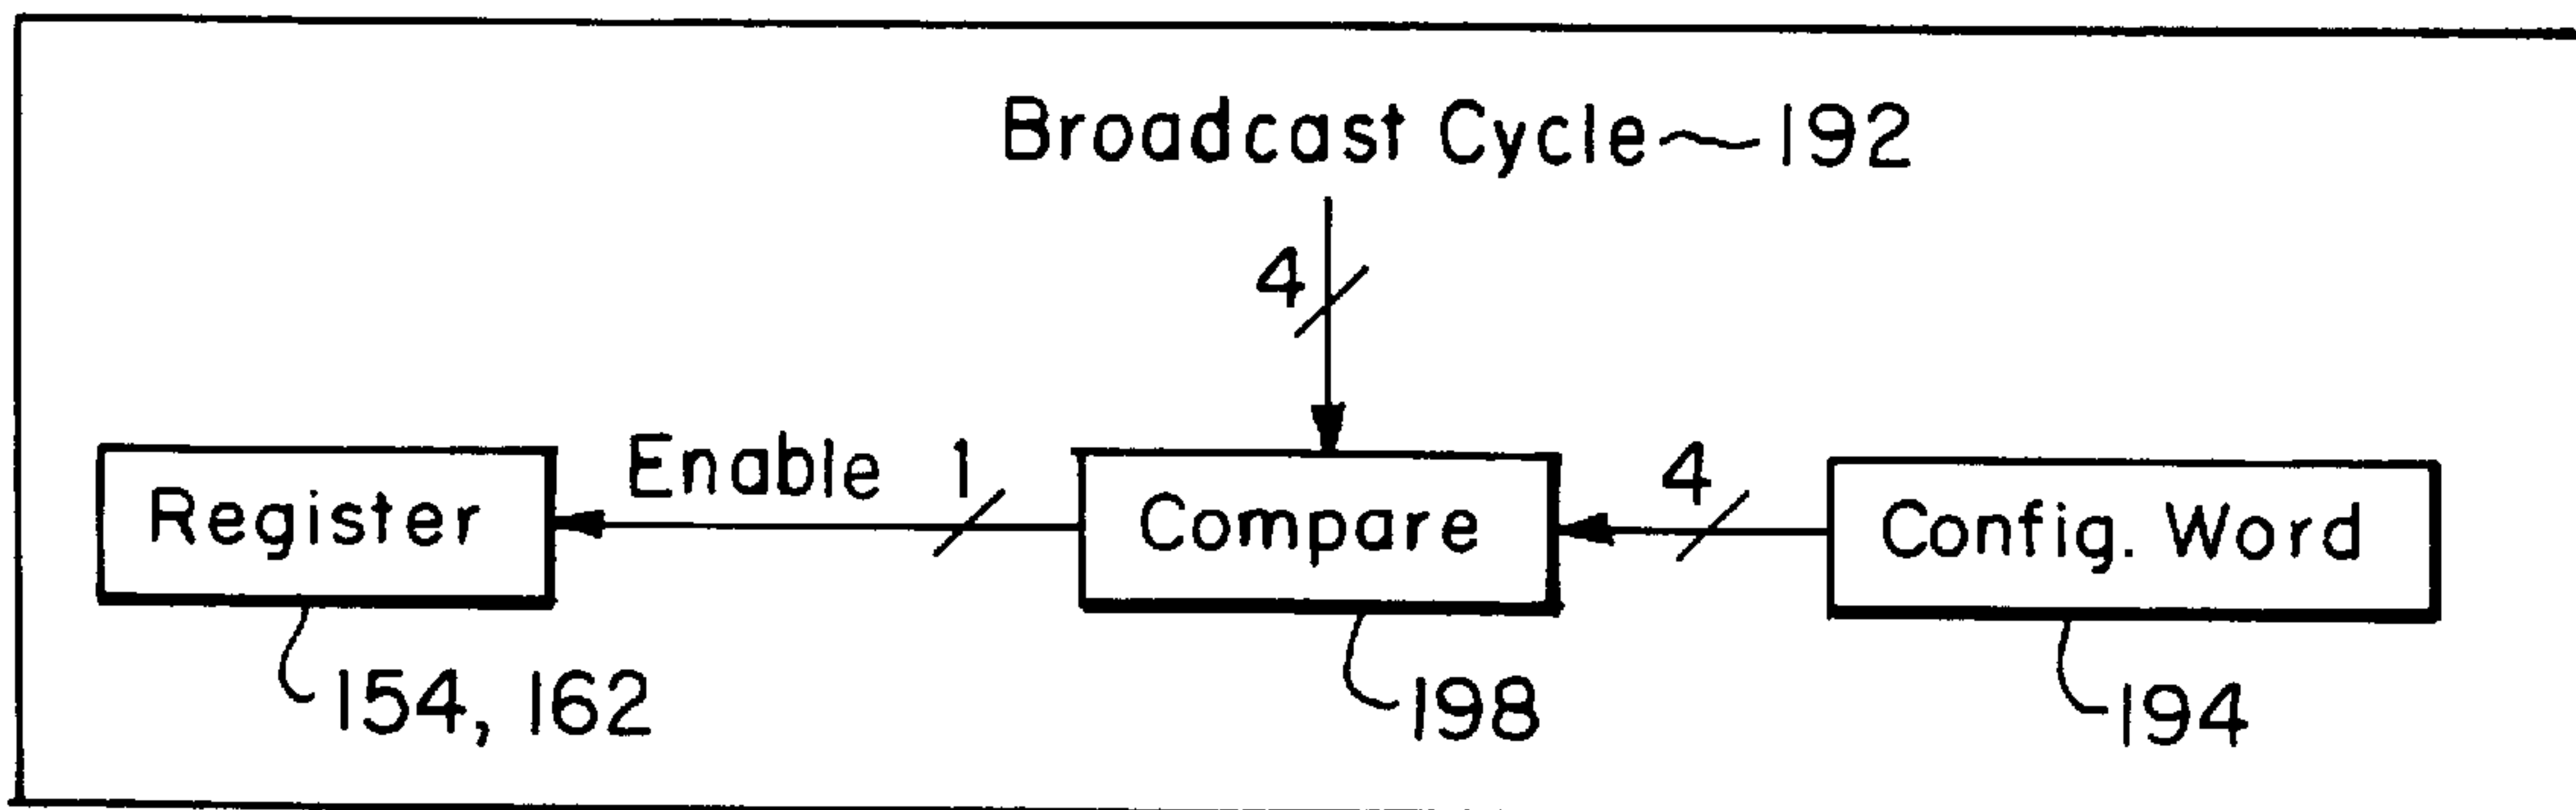 Broadcast Cycle 192
4
Enable 1
4
Register
Compare
Config. Word
154, 162
198
194